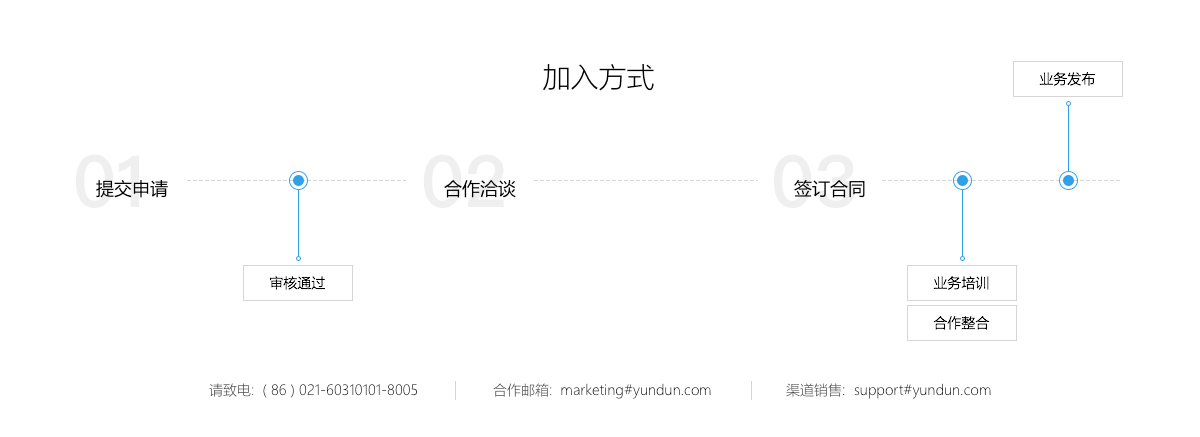 加入方式
业务发布
01 提交申请
02 合作洽谈
03 签订合同
审核通过
业务培训
合作整合
请致电: ( 86 ) 021-60310101-8005
合作邮箱: marketing#yundun.com
渠道销售: support#yundun.com